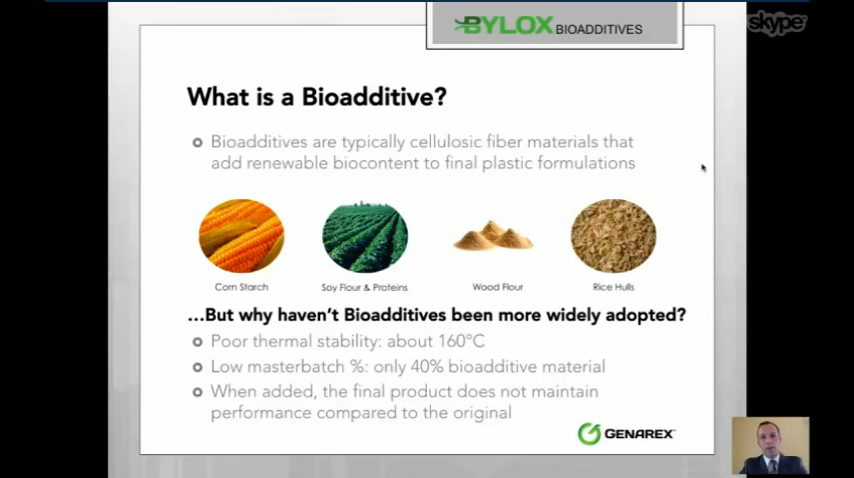 BYLOX BIOADDITIVES
skype
What is a Bioadditive?
Bioadditives are typically cellulosic fiber materials that
add renewable biocontent to final plastic formulations
Corn Starch
Soy Flour & Proteins
Wood Flour
Rice Hulls
...But why haven't Bioadditives been more widely adopted?
Poor thermal stability: about 160°C
Low masterbatch %: only 40% bioadditive material
When added, the final product does not maintain
performance compared to the original
GENAREX